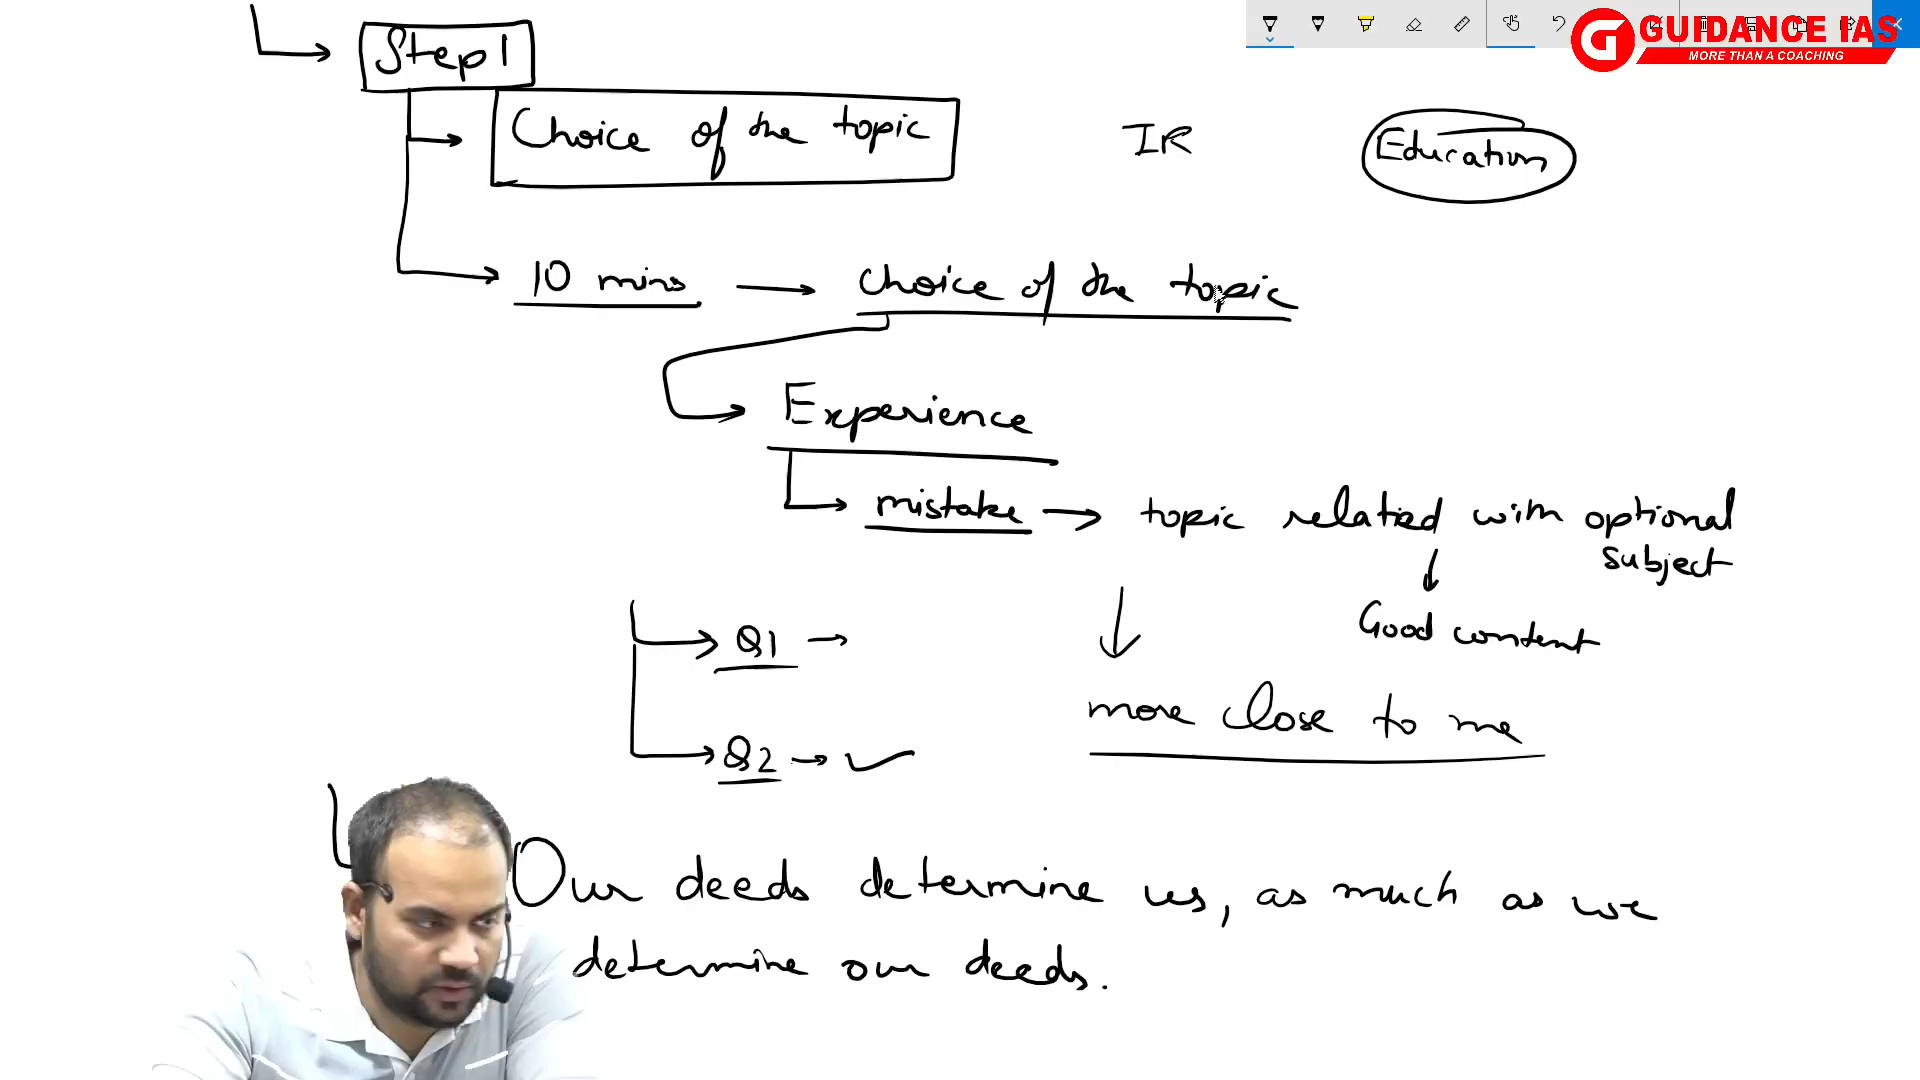 Step 1
GUIDANCE IAS
MORE THAN A COACHING
Choice of the topic
IR
Education
10 mins → choice of the topic
Experience
mistake → topic related with optional
subject
Good content
Q1 →
more close to me
Q2 → ✓
Our deeds determine us, as much as we
determine our deeds.